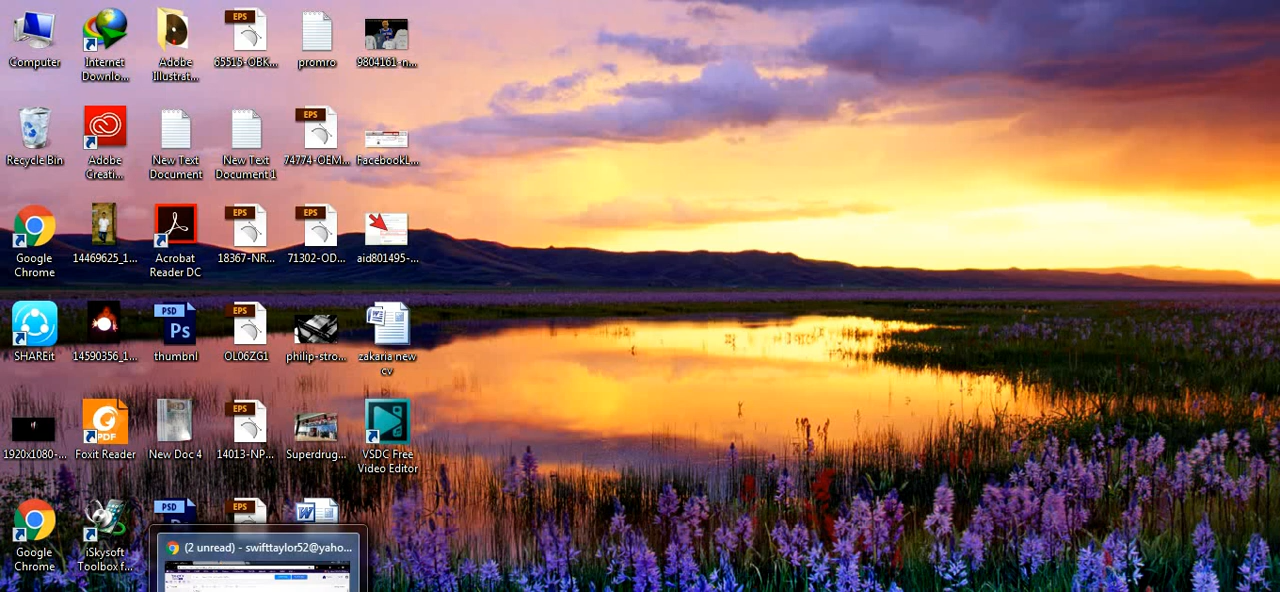 Computer
Internet
Downlo...
Adobe
Illustrat...
EPS
65515-OBK...
promro
9804161-n...
Recycle Bin
Adobe
Creati...
New Text
Document
New Text
Document 1
EPS
74774-OEM...
FacebookL...
Google
Chrome
14469625_1...
Acrobat
Reader DC
EPS
18367-NR...
EPS
71302-OD...
aid801495-...
SHAREit
14590356_1...
PSD
Ps
thumbnl
EPS
OL06ZG1
philip-stro...
W
zakaria new
cv
1920x1080-...
PDF
Foxit Reader
New Doc 4
EPS
14013-NP...
Superdrug...
VSDC Free
Video Editor
Google
Chrome
iSkysoft
Toolbox f...
PSD
EPS
W
(2 unread) - swifttaylor52@yaho...